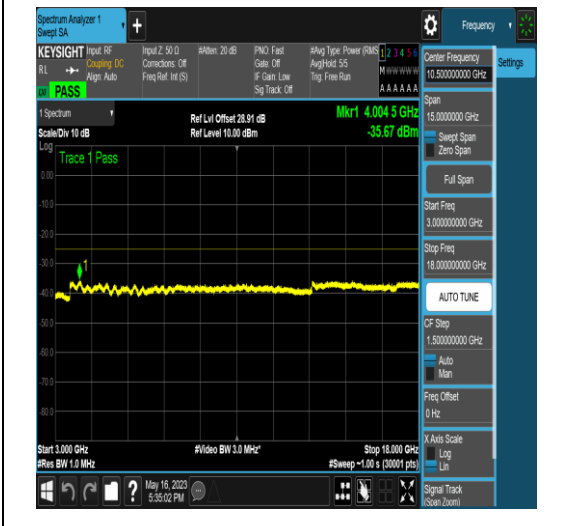 Spectrum Analyzer 1
Swept SA
Frequency
KEYSIGHT
RL
Input: RF
Coupling: DC
Align: Auto
Input Z: 50 Ω
Corrections: Off
Freq Ref: Int (S)
#Atten: 20 dB
PNO: Fast
Gate: Off
IF Gain: Low
Sig Track: Off
#Avg Type: Power (RMS
Avg|Hold: 5/5
Trig: Free Run
1 2 3 4 5 6
M W W W W W
A A A A A A
PASS
1 Spectrum
Scale/Div 10 dB
Ref Lvl Offset 28.91 dB
Ref Level 10.00 dBm
Mkr1 4.004 5 GHz
-35.67 dBm
Log
Trace 1 Pass
1
0.00
-10.0
-20.0
-30.0
-40.0
-50.0
-60.0
-70.0
-80.0
Start 3.000 GHz
#Res BW 1.0 MHz
#Video BW 3.0 MHz*
Stop 18.000 GHz
#Sweep ~1.00 s (30001 pts)
May 16, 2023
5:35:02 PM
Center Frequency
10.500000000 GHz
Settings
Span
15.0000000 GHz
Swept Span
Zero Span
Full Span
Start Freq
3.000000000 GHz
Stop Freq
18.000000000 GHz
AUTO TUNE
CF Step
1.500000000 GHz
Auto
Man
Freq Offset
0 Hz
X Axis Scale
Log
Lin
Signal Track
(Span Zoom)